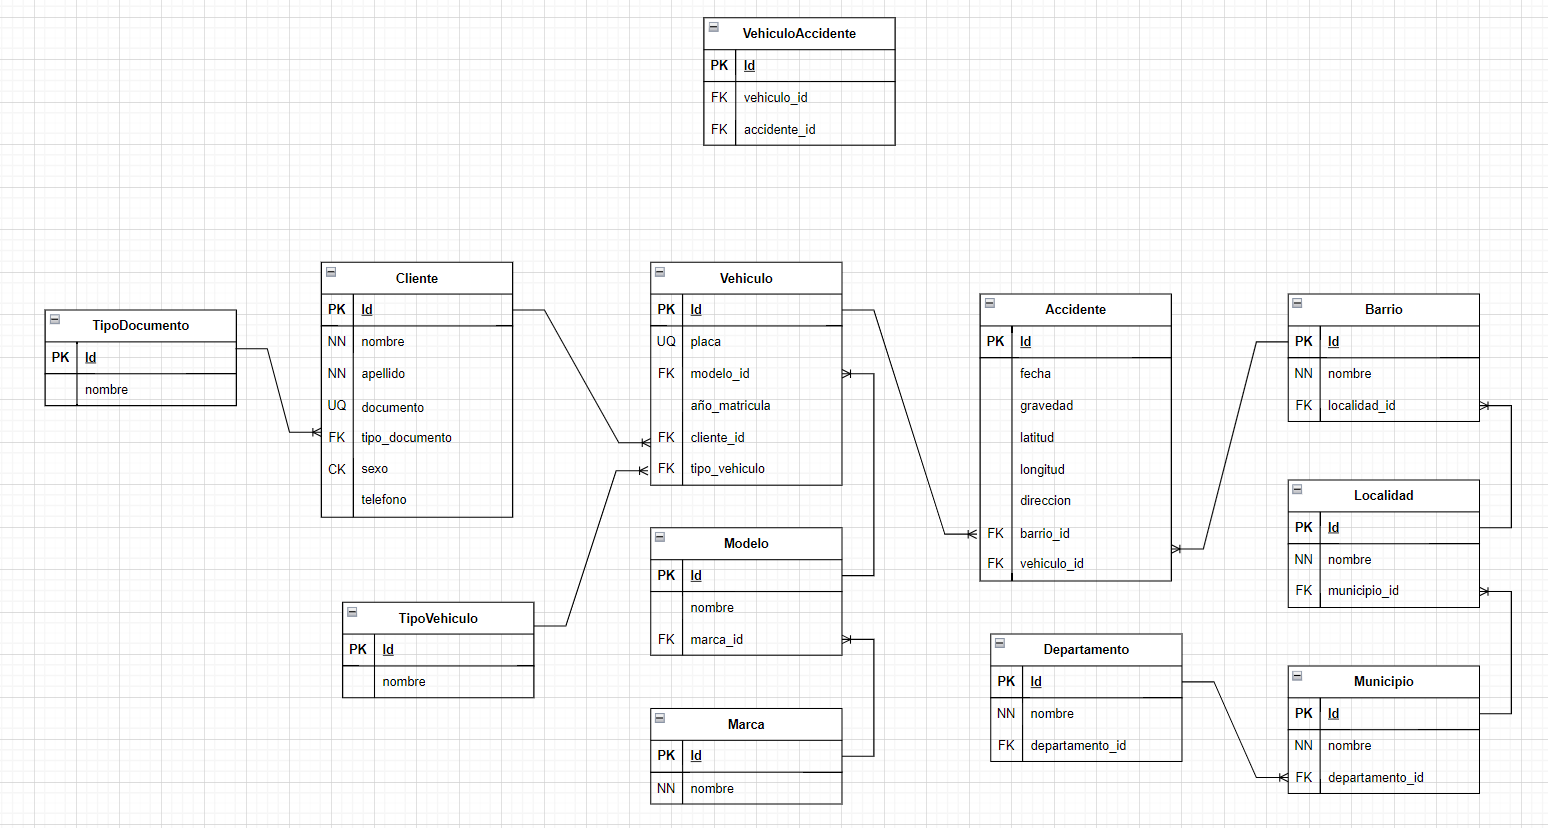 VehiculoAccidente
PK Id
FK vehiculo_id
FK accidente_id
TipoDocumento
PK Id
nombre
Cliente
PK Id
NN nombre
NN apellido
UQ documento
FK tipo_documento
CK sexo
telefono
TipoVehiculo
PK Id
nombre
Vehiculo
PK Id
UQ placa
FK modelo_id
año_matricula
FK cliente_id
FK tipo_vehiculo
Modelo
PK Id
nombre
FK marca_id
Marca
PK Id
NN nombre
Accidente
PK Id
fecha
gravedad
latitud
longitud
direccion
FK barrio_id
FK vehiculo_id
Departamento
PK Id
NN nombre
FK departamento_id
Barrio
PK Id
NN nombre
FK localidad_id
Localidad
PK Id
NN nombre
FK municipio_id
Municipio
PK Id
NN nombre
FK departamento_id